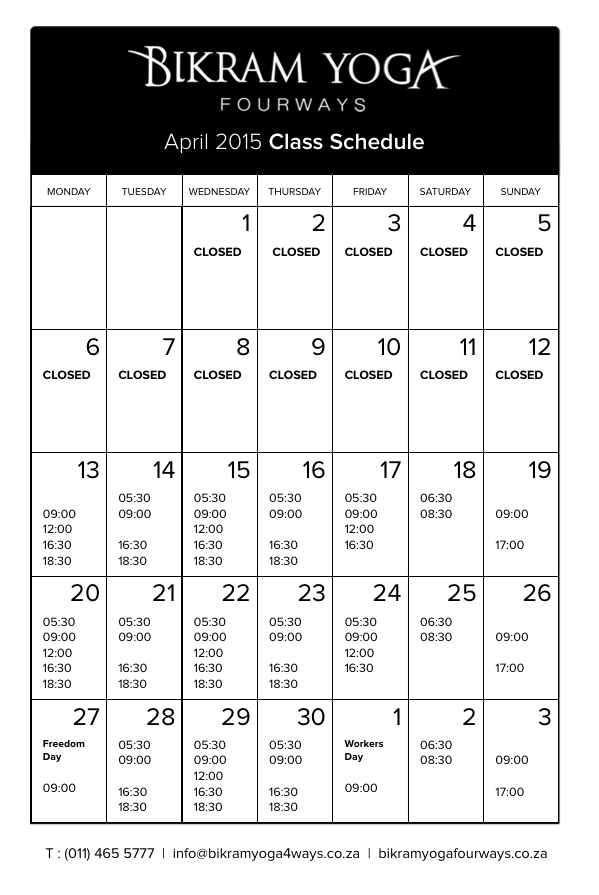 BIKRAM YOGA
FOURWAYS
April 2015 Class Schedule
MONDAY TUESDAY WEDNESDAY THURSDAY FRIDAY SATURDAY SUNDAY
1 2 3 4 5
CLOSED CLOSED CLOSED CLOSED CLOSED
6 7 8 9 10 11 12
CLOSED CLOSED CLOSED CLOSED CLOSED CLOSED CLOSED
13 14 15 16 17 18 19
05:30 05:30 05:30 05:30 06:30
09:00 09:00 09:00 09:00 09:00 08:30 09:00
12:00 12:00 12:00
16:30 16:30 16:30 16:30 16:30 17:00
18:30 18:30 18:30 18:30
20 21 22 23 24 25 26
05:30 05:30 05:30 05:30 05:30 06:30
09:00 09:00 09:00 09:00 09:00 08:30 09:00
12:00 12:00 12:00
16:30 16:30 16:30 16:30 16:30 17:00
18:30 18:30 18:30 18:30
27 28 29 30 1 2 3
Freedom 05:30 05:30 05:30 Workers 06:30
Day 09:00 09:00 09:00 Day 08:30 09:00
12:00
09:00 16:30 16:30 16:30 09:00 17:00
18:30 18:30 18:30
T : (011) 465 5777 | info@bikramyoga4ways.co.za | bikramyogafourways.co.za